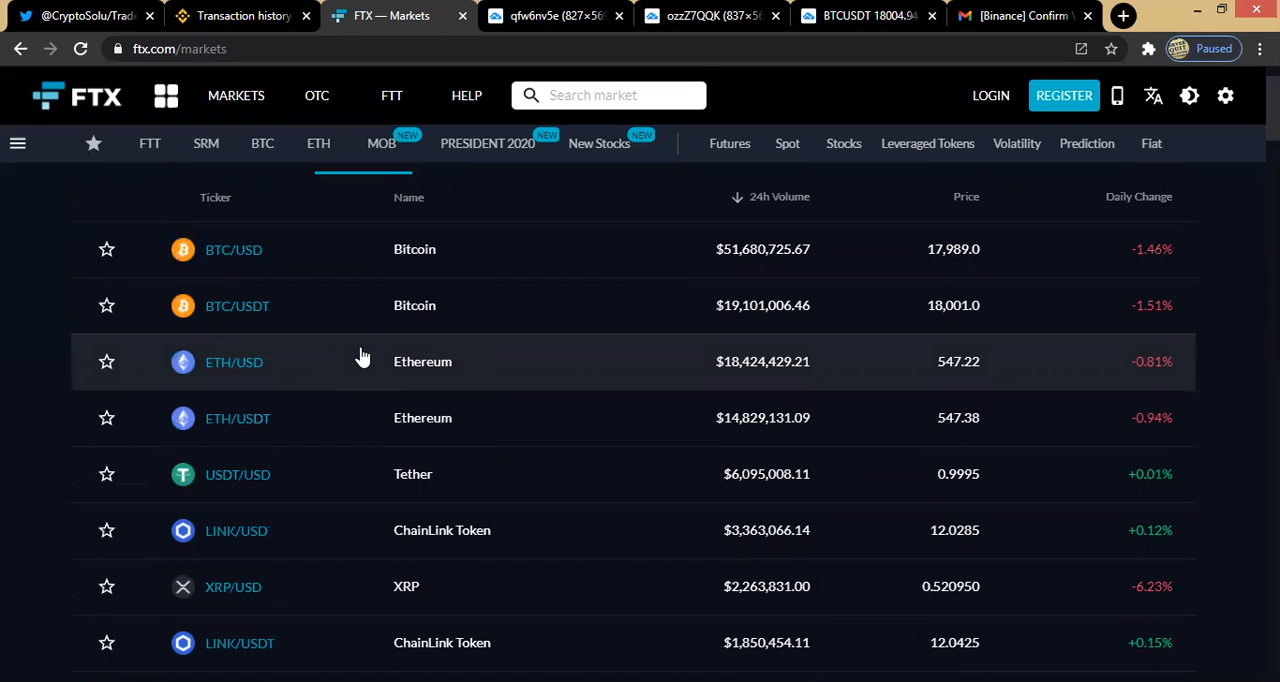 @CryptoSolu/Trade
Transaction history
FTX — Markets
qfw6nv5e (827×569
ozzZ7QQK (837×56
BTCUSDT 18004.94
[Binance] Confirm
ftx.com/markets
Paused
FTX
MARKETS
OTC
FTT
HELP
Search market
LOGIN
REGISTER
FTT
SRM
BTC
ETH
MOB
NEW
PRESIDENT 2020
NEW
New Stocks
NEW
Futures
Spot
Stocks
Leveraged Tokens
Volatility
Prediction
Fiat
Ticker Name 24h Volume Price Daily Change
BTC/USD Bitcoin $51,680,725.67 17,989.0 -1.46%
BTC/USDT Bitcoin $19,101,006.46 18,001.0 -1.51%
ETH/USD Ethereum $18,424,429.21 547.22 -0.81%
ETH/USDT Ethereum $14,829,131.09 547.38 -0.94%
USDT/USD Tether $6,095,008.11 0.9995 +0.01%
LINK/USD ChainLink Token $3,363,066.14 12.0285 +0.12%
XRP/USD XRP $2,263,831.00 0.520950 -6.23%
LINK/USDT ChainLink Token $1,850,454.11 12.0425 +0.15%